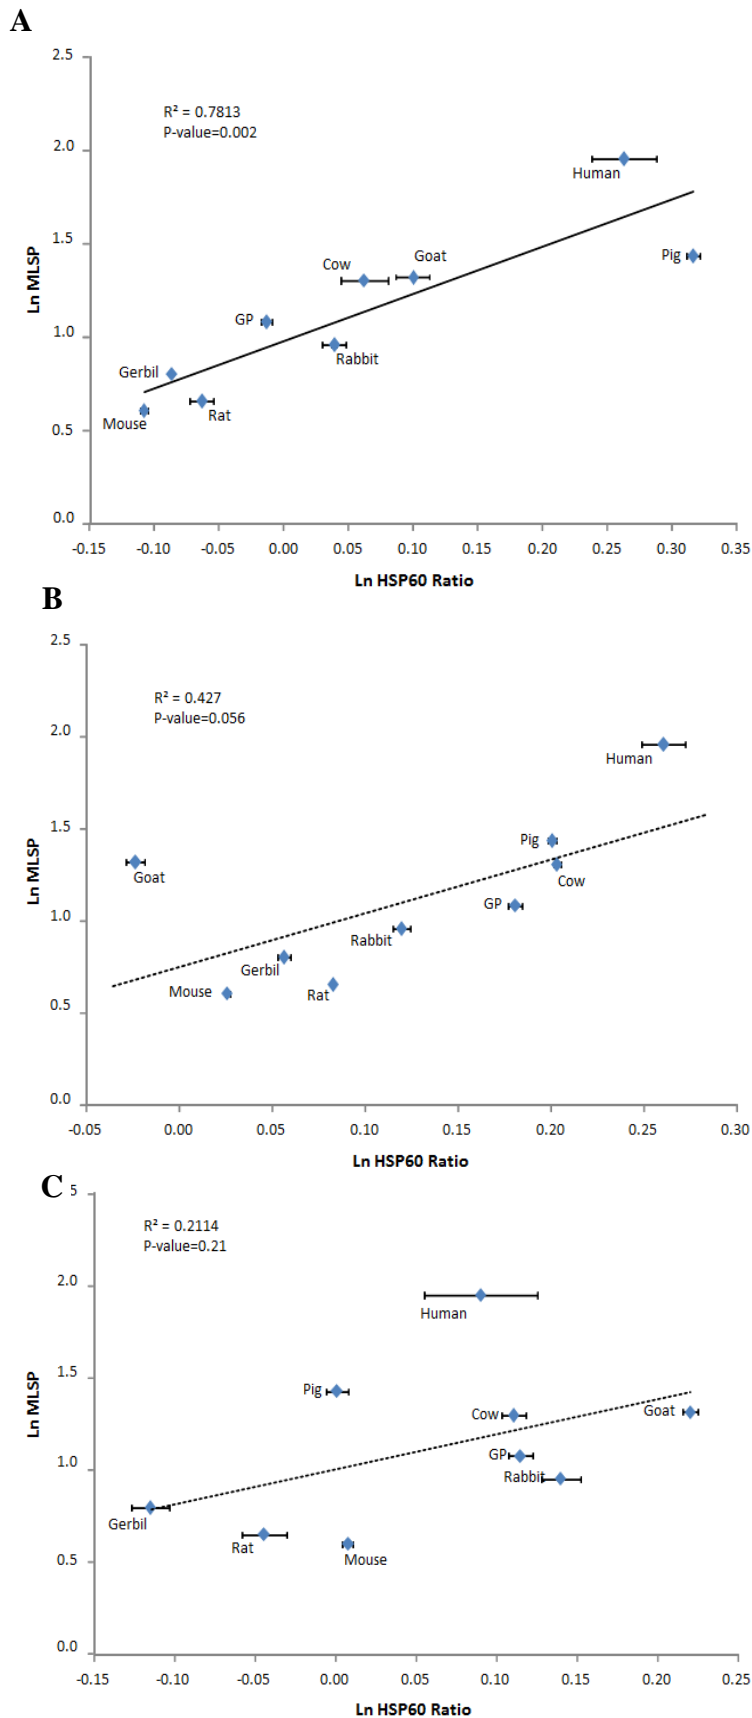 A
2.5
R² = 0.7813
P-value=0.002
2.0
Human
1.5
Goat
Cow
Pig
Ln MLSP
GP
1.0
Rabbit
Gerbil
Rat
Mouse
0.5
0.0
-0.15 -0.10 -0.05 0.00 0.05 0.10 0.15 0.20 0.25 0.30 0.35
Ln HSP60 Ratio
B
2.5
R² = 0.427
P-value=0.056
2.0
Human
1.5
Pig
Goat
Cow
Ln MLSP
1.0
GP
Rabbit
Gerbil
Mouse
Rat
0.5
0.0
-0.05 0.00 0.05 0.10 0.15 0.20 0.25 0.30
Ln HSP60 Ratio
C 5
R² = 0.2114
P-value=0.21
2.0
Human
1.5
Pig
Cow
Goat
Ln MLSP
GP
1.0
Rabbit
Gerbil
Rat
Mouse
0.5
0.0
-0.15 -0.10 -0.05 0.00 0.05 0.10 0.15 0.20 0.25
Ln HSP60 Ratio